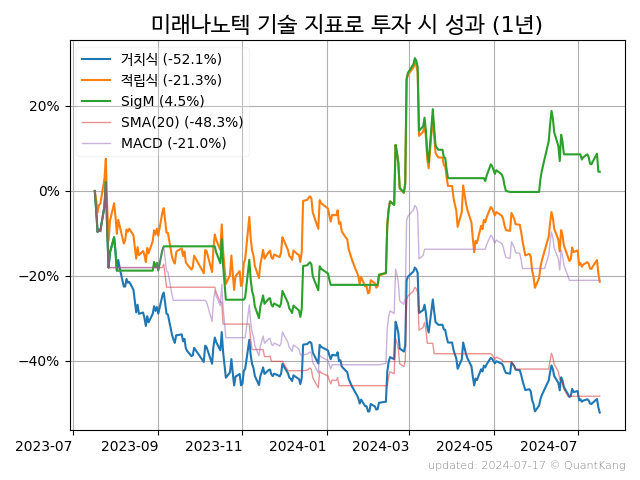 미래나노텍 기술 지표로 투자 시 성과 (1년)
거치식 (-52.1%)
적립식 (-21.3%)
SigM (4.5%)
SMA(20) (-48.3%)
MACD (-21.0%)
20%
0%
−20%
−40%
2023-07 2023-09 2023-11 2024-01 2024-03 2024-05 2024-07
updated: 2024-07-17 © QuantKang